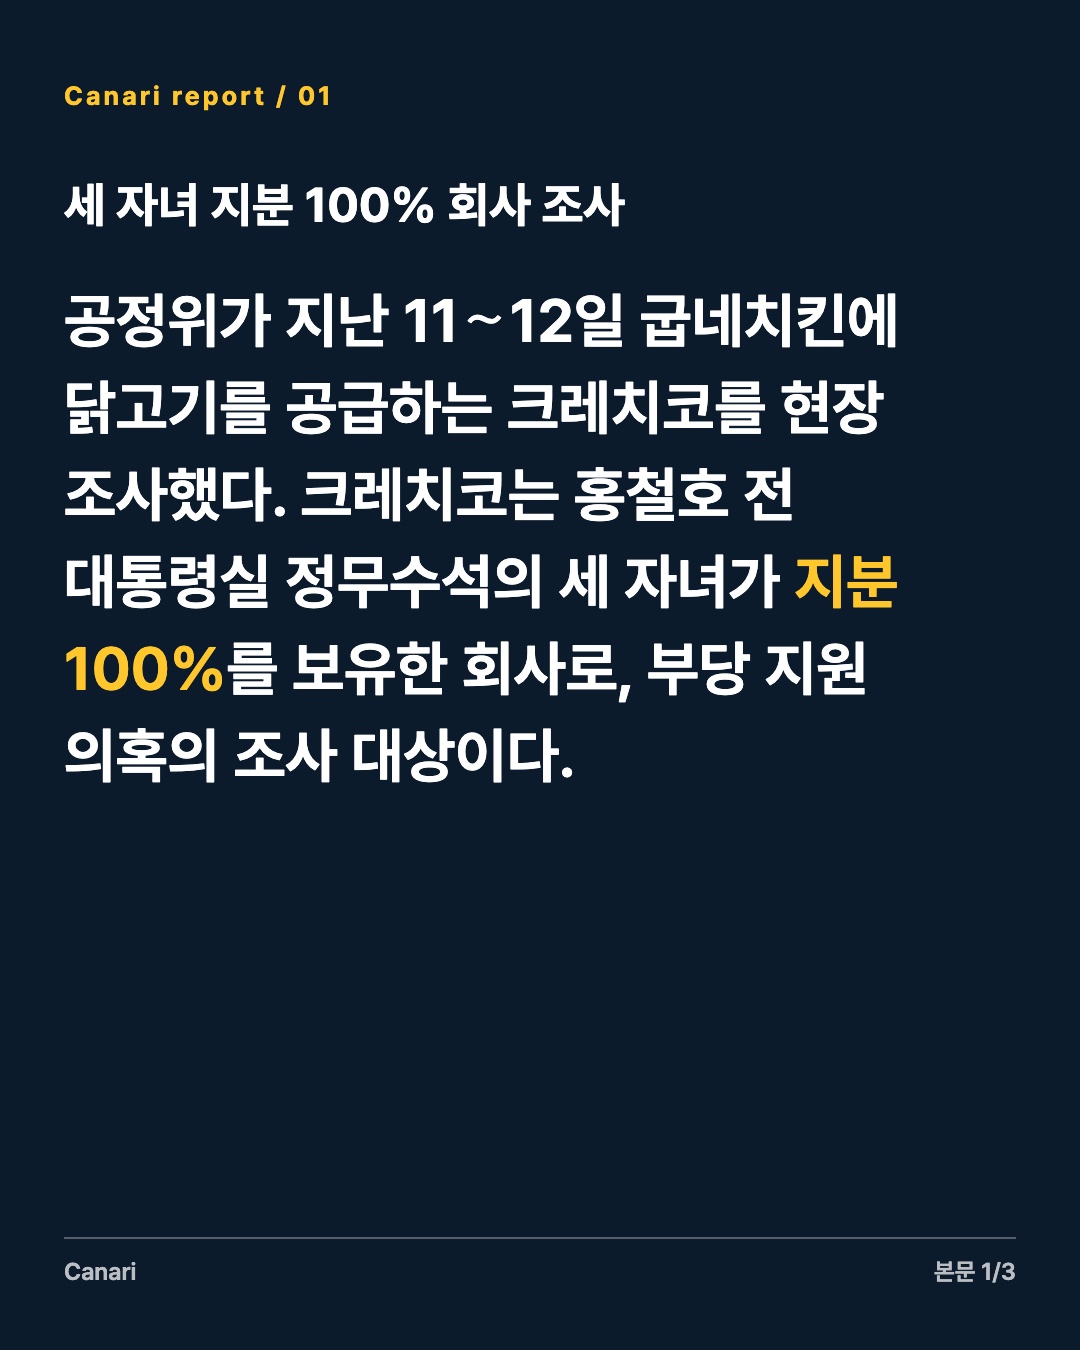 Canari report / 01
세 자녀 지분 100% 회사 조사
공정위가 지난 11~12일 굽네치킨에
닭고기를 공급하는 크레치코를 현장
조사했다. 크레치코는 홍철호 전
대통령실 정무수석의 세 자녀가 지분
100%를 보유한 회사로, 부당 지원
의혹의 조사 대상이다.
Canari
본문 1/3